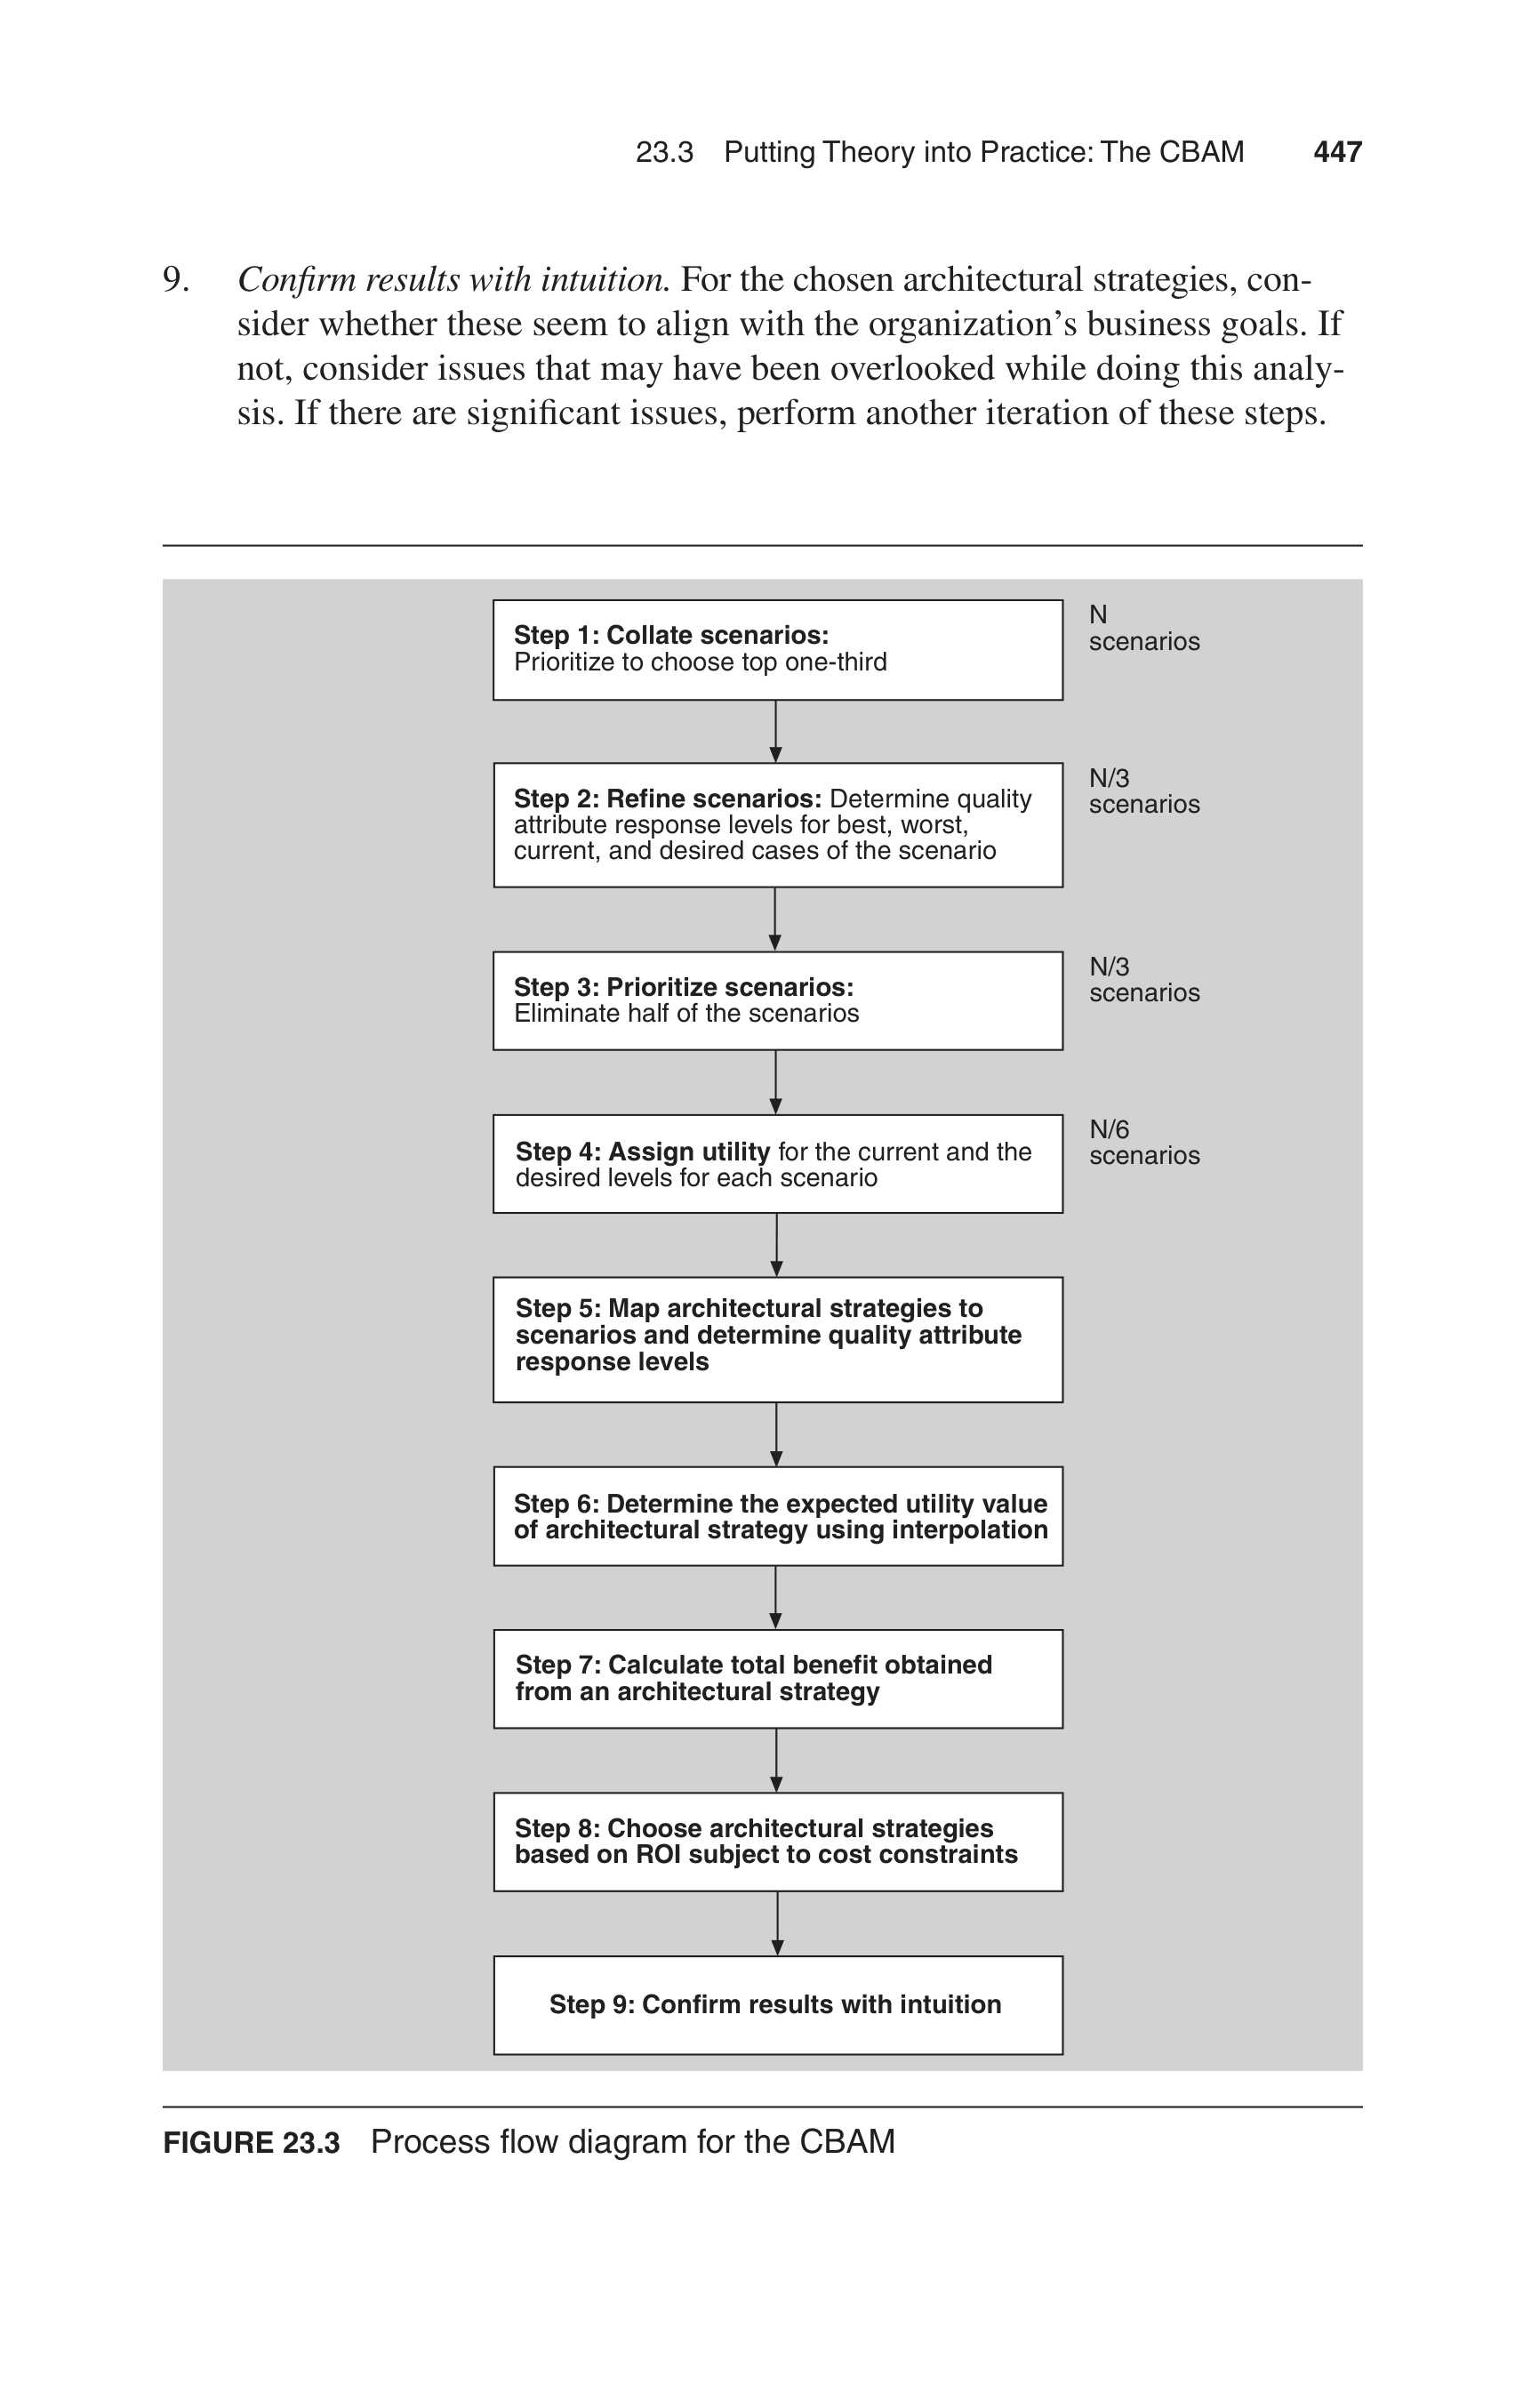 23.3 Putting Theory into Practice: The CBAM 447
9. Confirm results with intuition. For the chosen architectural strategies, con-
sider whether these seem to align with the organization’s business goals. If
not, consider issues that may have been overlooked while doing this analy-
sis. If there are significant issues, perform another iteration of these steps.
Step 1: Collate scenarios:
Prioritize to choose top one-third
N
scenarios
Step 2: Refine scenarios: Determine quality
attribute response levels for best, worst,
current, and desired cases of the scenario
N/3
scenarios
Step 3: Prioritize scenarios:
Eliminate half of the scenarios
N/3
scenarios
Step 4: Assign utility for the current and the
desired levels for each scenario
N/6
scenarios
Step 5: Map architectural strategies to
scenarios and determine quality attribute
response levels
Step 6: Determine the expected utility value
of architectural strategy using interpolation
Step 7: Calculate total benefit obtained
from an architectural strategy
Step 8: Choose architectural strategies
based on ROI subject to cost constraints
Step 9: Confirm results with intuition
FIGURE 23.3 Process flow diagram for the CBAM